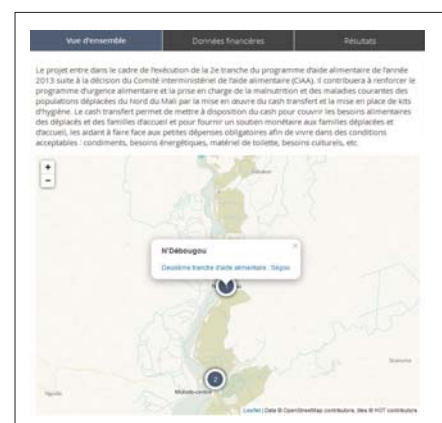 Vue d'ensemble
Données financières
Résultats
Le projet entre dans le cadre de l'exécution de la 2e tranche du programme d'aide alimentaire de l'année
2013 suite à la décision du Comité interministériel de l'aide alimentaire (CIAA). Il contribuera à renforcer le
programme d'urgence alimentaire et la prise en charge de la malnutrition et des maladies courantes des
populations déplacées du Nord du Mali par la mise en œuvre du cash transfert et la mise en place de kits
d'hygiène. Le cash transfert permet de mettre à disposition du cash pour couvrir les besoins alimentaires
des déplacés et des familles d'accueil et pour fournir un soutien monétaire aux familles déplacées et
d'accueil, les aidant à faire face aux petites dépenses obligatoires afin de vivre dans des conditions
acceptables : condiments, besoins énergétiques, matériel de toilette, besoins culturels, etc.
+
−
N'Débougou
×
Deuxième tranche d'aide alimentaire : Ségou
2
Leaflet | Data © OpenStreetMap contributors, tiles © HOT contributors